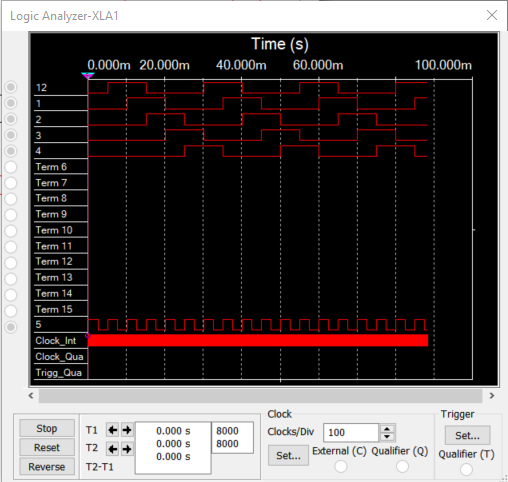 Logic Analyzer-XLA1
Time (s)
0.000m 20.000m 40.000m 60.000m 100.000m
12
1
2
3
4
Term 6
Term 7
Term 8
Term 9
Term 10
Term 11
Term 12
Term 13
Term 14
Term 15
5
Clock_Int
Clock_Qua
Trigg_Qua
Stop
Reset
Reverse
T1 0.000 s 8000
T2 0.000 s 8000
T2-T1 0.000 s
Clock
Clocks/Div 100
Set... External (C) Qualifier (Q)
Trigger
Set...
Qualifier (T)